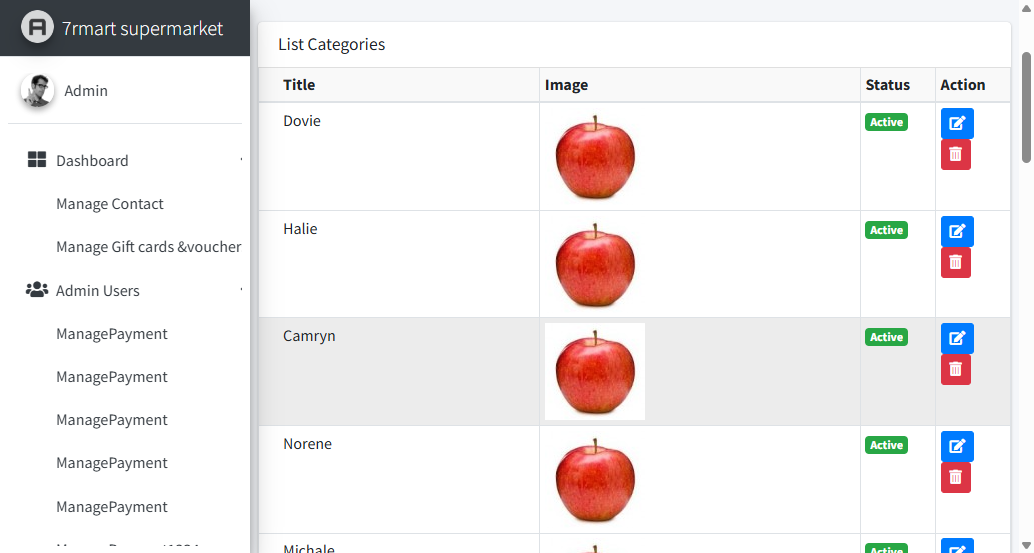 7rmart supermarket
Admin
Dashboard
Manage Contact
Manage Gift cards &voucher
Admin Users
ManagePayment
ManagePayment
ManagePayment
ManagePayment
ManagePayment
List Categories
Title Image Status Action
Dovie Active
Halie Active
Camryn Active
Norene Active
Michale Active